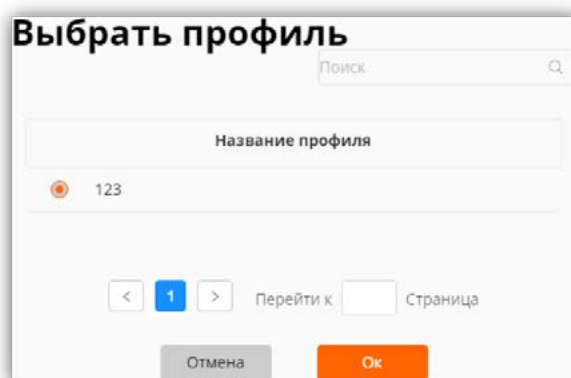 Выбрать профиль
Поиск
Название профиля
123
< 1 > Перейти к Страница
Отмена Ок